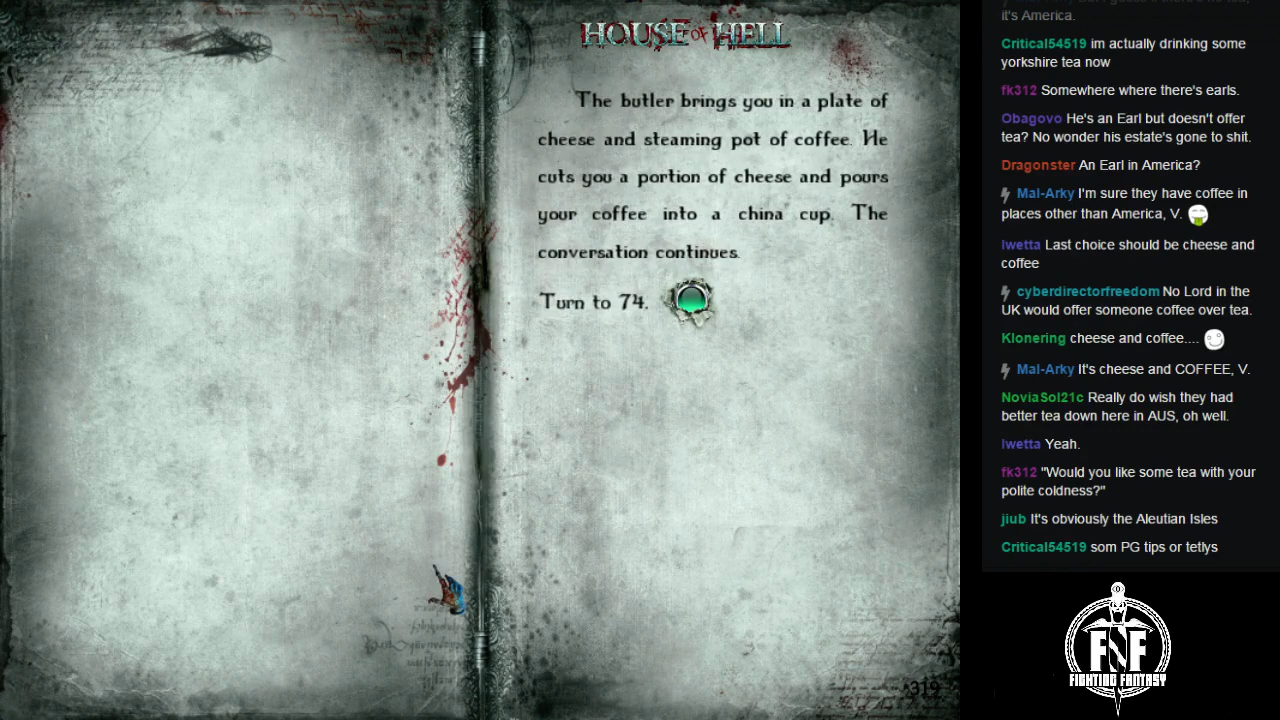 HOUSE OF HELL
The butler brings you in a plate of
cheese and steaming pot of coffee. He
cuts you a portion of cheese and pours
your coffee into a china cup. The
conversation continues.
Turn to 74.
319
it's America.
Critical54519 im actually drinking some
yorkshire tea now
fk312 Somewhere where there's earls.
Obagovo He's an Earl but doesn't offer
tea? No wonder his estate's gone to shit.
Dragonster An Earl in America?
Mal-Arky I'm sure they have coffee in
places other than America, V.
lwetta Last choice should be cheese and
coffee
cyberdirectorfreedom No Lord in the
UK would offer someone coffee over tea.
Klonering cheese and coffee....
Mal-Arky It's cheese and COFFEE, V.
NoviaSol21c Really do wish they had
better tea down here in AUS, oh well.
lwetta Yeah.
fk312 "Would you like some tea with your
polite coldness?"
jiub It's obviously the Aleutian Isles
Critical54519 som PG tips or tetlys
FF
FIGHTING FANTASY